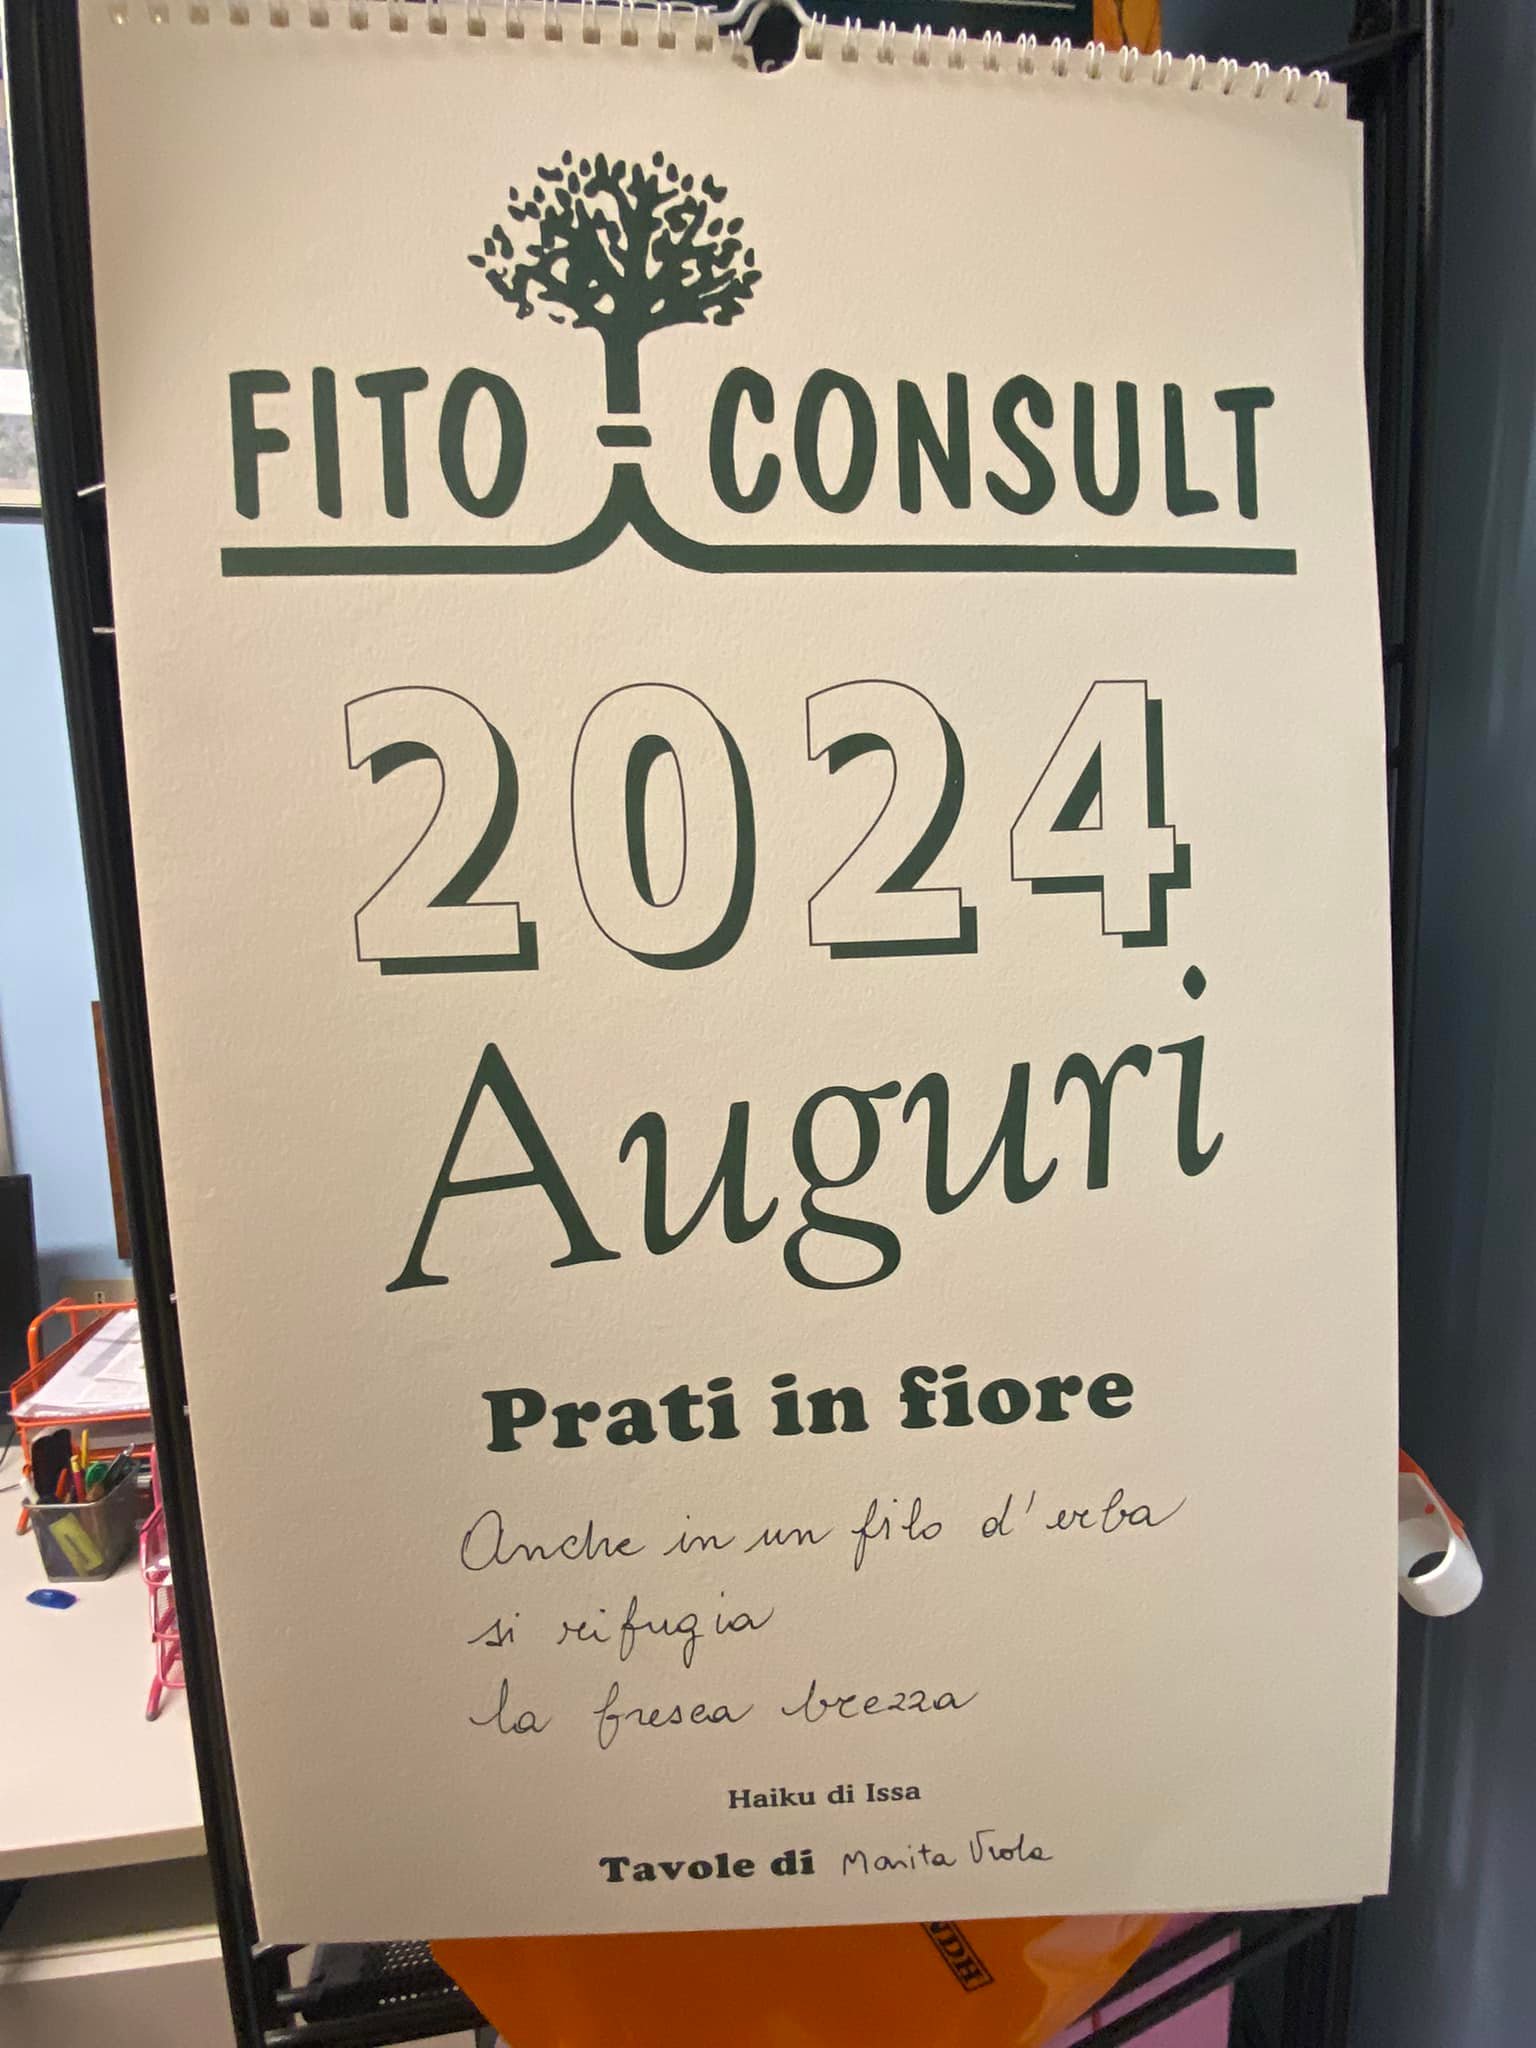 FITO-CONSULT
2024
Auguri
Prati in fiore
Anche in un filo d'erba
si rifugia
la fresca brezza
Haiku di Issa
Tavole di Marita Viola
NDH